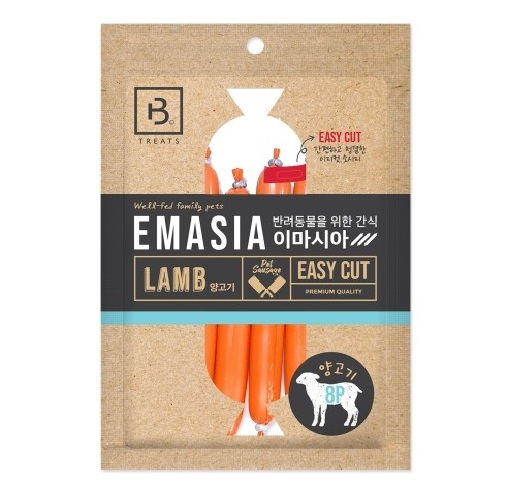 B
TREATS
EASY CUT
간편하고 청결한
이지컷 소시지
Well-fed family pets
EMASIA
반려동물을 위한 간식
이마시아
LAMB 양고기
Pet
Sausage
EASY CUT
PREMIUM QUALITY
양고기
8P